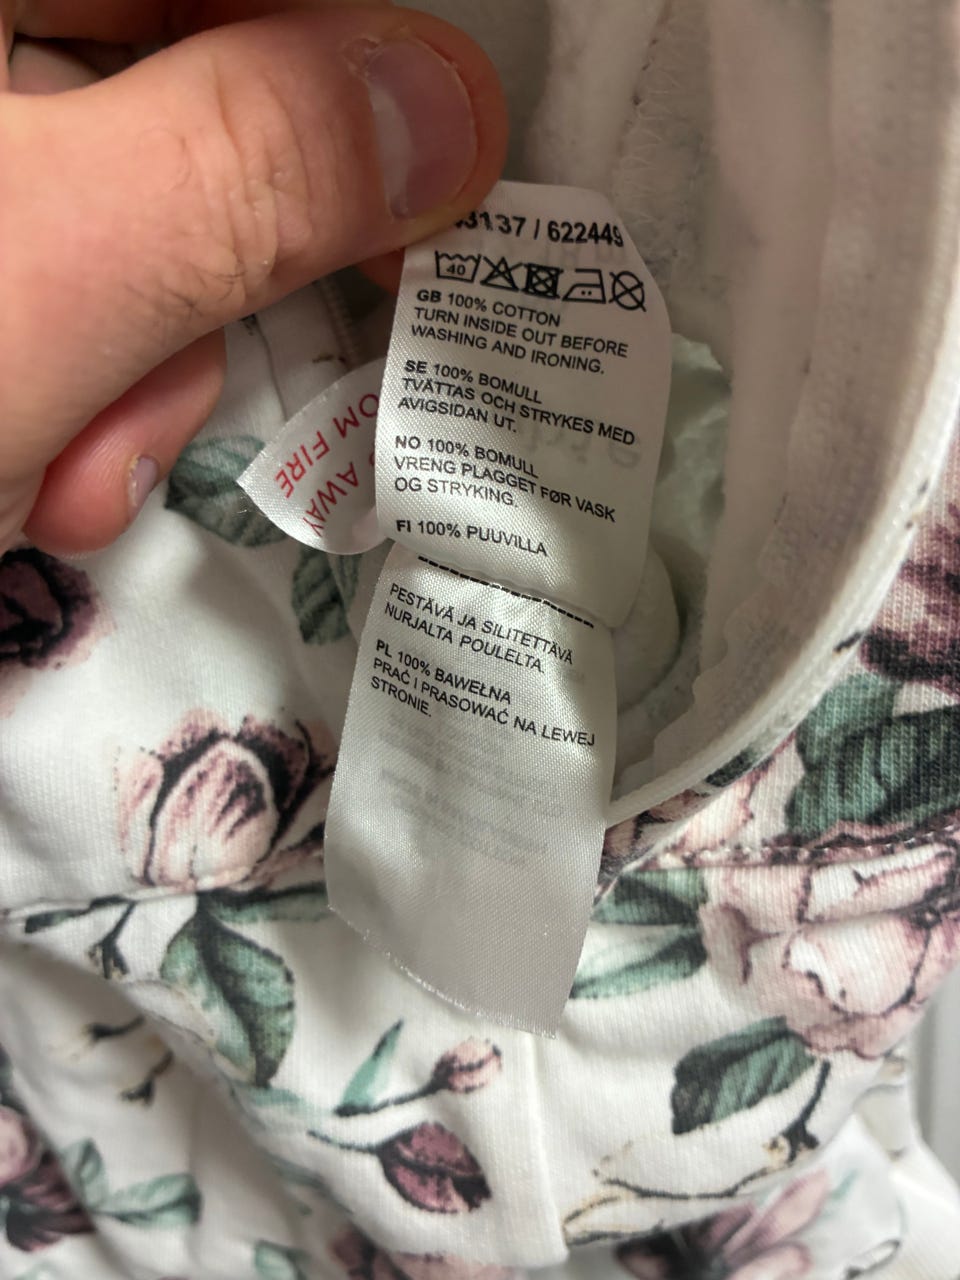 3137 / 622449
40
GB 100% COTTON
TURN INSIDE OUT BEFORE
WASHING AND IRONING.
SE 100% BOMULL
TVÄTTAS OCH STRYKES MED
AVIGSIDAN UT.
NO 100% BOMULL
VRENG PLAGGET FØR VASK
OG STRYKING.
FI 100% PUUVILLA
PESTÄVÄ JA SILITETTÄVÄ
NURJALTA POULELTA.
PL 100% BAWEŁNA
PRAĆ I PRASOWAĆ NA LEWEJ
STRONIE.
AWAY
OM FIRE